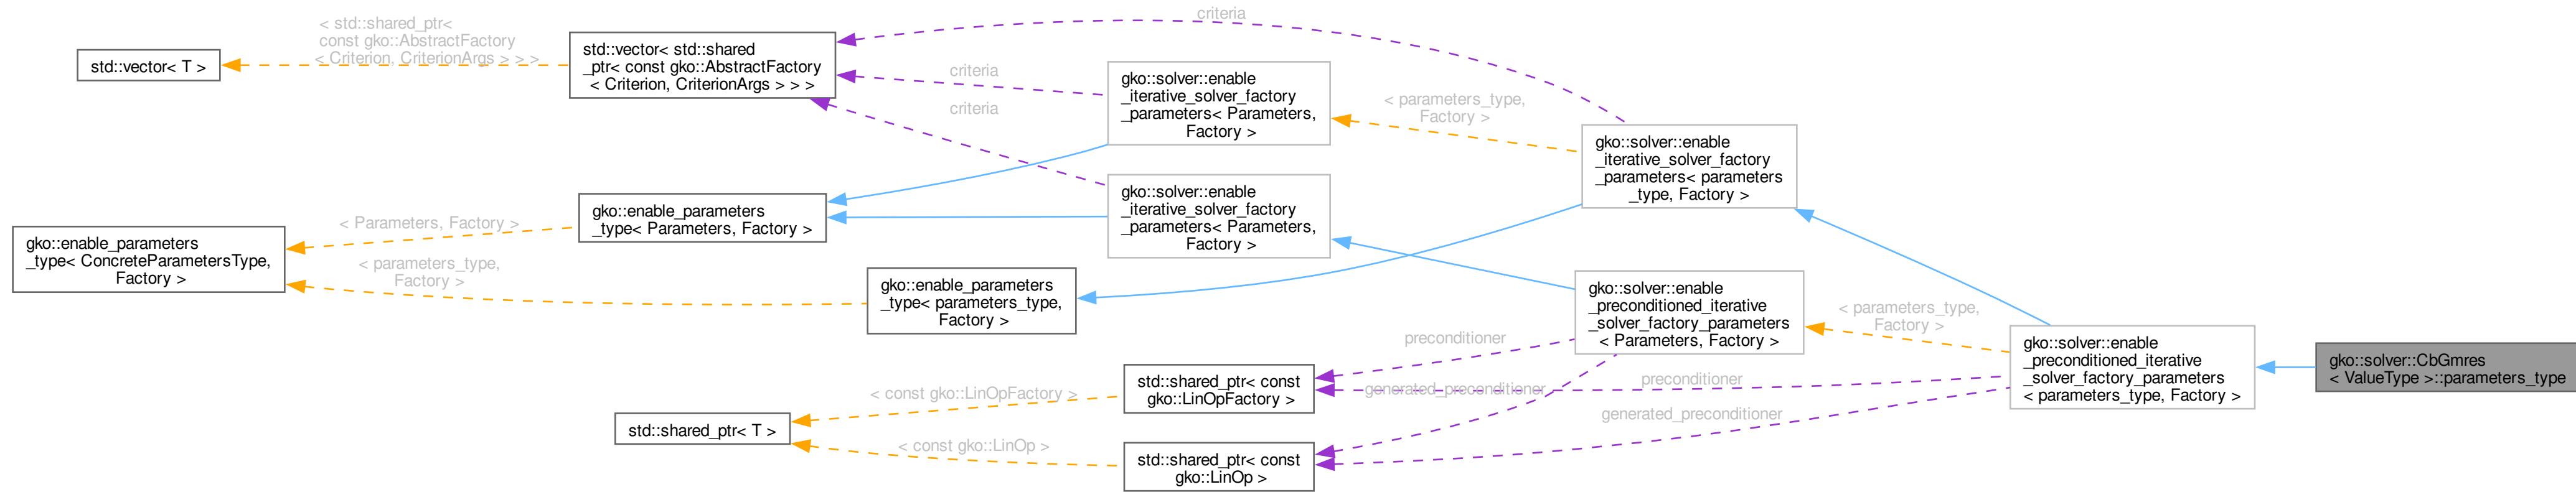 std::vector< T >
< std::shared_ptr<
const gko::AbstractFactory
< Criterion, CriterionArgs > > >
std::vector< std::shared
_ptr< const gko::AbstractFactory
< Criterion, CriterionArgs > > >
criteria
criteria
criteria
gko::solver::enable
_iterative_solver_factory
_parameters< Parameters,
Factory >
< parameters_type,
Factory >
gko::solver::enable
_iterative_solver_factory
_parameters< parameters
_type, Factory >
gko::solver::enable
_iterative_solver_factory
_parameters< Parameters,
Factory >
gko::enable_parameters
_type< Parameters, Factory >
< Parameters, Factory >
gko::enable_parameters
_type< ConcreteParametersType,
Factory >
< parameters_type,
Factory >
gko::enable_parameters
_type< parameters_type,
Factory >
gko::solver::enable
_preconditioned_iterative
_solver_factory_parameters
< Parameters, Factory >
< parameters_type,
Factory >
gko::solver::enable
_preconditioned_iterative
_solver_factory_parameters
< parameters_type, Factory >
gko::solver::CbGmres
< ValueType >::parameters_type
preconditioner
preconditioner
generated_preconditioner
generated_preconditioner
std::shared_ptr< const
gko::LinOpFactory >
< const gko::LinOpFactory >
std::shared_ptr< T >
< const gko::LinOp >
std::shared_ptr< const
gko::LinOp >